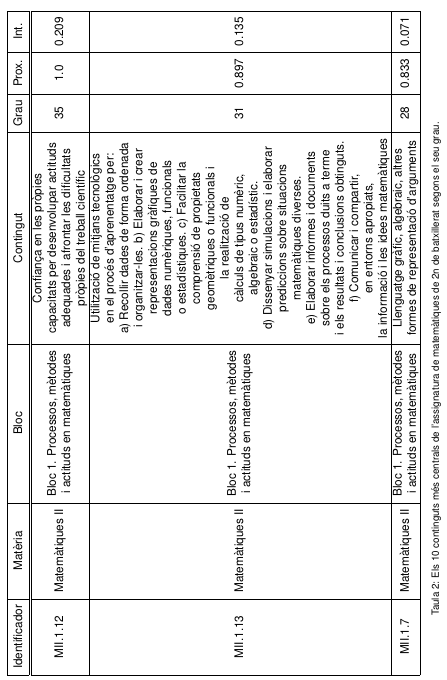 Identificador Matèria Bloc Contingut Grau Prox. Int.
MII.1.12 Matemàtiques II Bloc 1. Processos, mètodes
i actituds en matemàtiques
Confiança en les pròpies
capacitats per desenvolupar actituds
adequades i afrontar les dificultats
pròpies del treball científic
35 1.0 0.209
MII.1.13 Matemàtiques II Bloc 1. Processos, mètodes
i actituds en matemàtiques
Utilització de mitjans tecnològics
en el procés d'aprenentatge per:
a) Recollir dades de forma ordenada
i organitzar-les. b) Elaborar i crear
representacions gràfiques de
dades numèriques, funcionals
o estadístiques. c) Facilitar la
comprensió de propietats
geomètriques o funcionals i
la realització de
càlculs de tipus numèric,
algebraic o estadístic.
d) Dissenyar simulacions i elaborar
prediccions sobre situacions
matemàtiques diverses.
e) Elaborar informes i documents
sobre els processos duts a terme
i els resultats i conclusions obtinguts.
f) Comunicar i compartir,
en entorns apropiats,
la informació i les idees matemàtiques
31 0.897 0.135
MII.1.7 Matemàtiques II Bloc 1. Processos, mètodes
i actituds en matemàtiques
Llenguatge gràfic, algebraic, altres
formes de representació d'arguments
28 0.833 0.071
Taula 2: Els 10 continguts més centrals de l'assignatura de matemàtiques de 2n de batxillerat segons el seu grau.